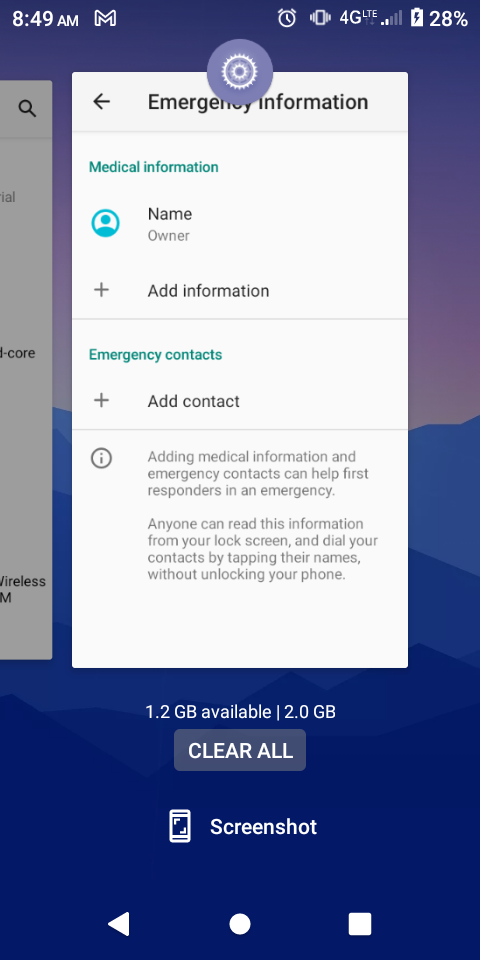 8:49 AM
4G LTE
28%
Emergency information
Medical information
Name
Owner
Add information
Emergency contacts
Add contact
Adding medical information and
emergency contacts can help first
responders in an emergency.
Anyone can read this information
from your lock screen, and dial your
contacts by tapping their names,
without unlocking your phone.
rial
d-core
Wireless
M
1.2 GB available | 2.0 GB
CLEAR ALL
Screenshot